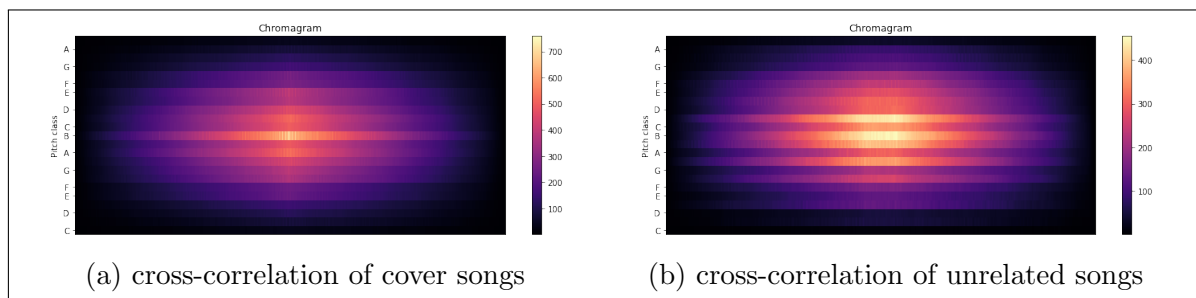 Chromagram
Pitch class
A
G
F
E
D
C
B
A
G
F
E
D
C
700
600
500
400
300
200
100
(a) cross-correlation of cover songs
Chromagram
Pitch class
A
G
F
E
D
C
B
A
G
F
E
D
C
400
300
200
100
(b) cross-correlation of unrelated songs